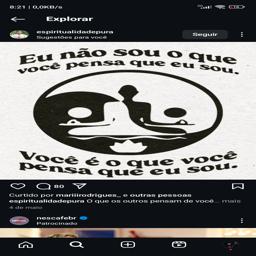 8:21 | 0,0KB/s
Explorar
espiritualidadepura
Sugestões para você
Seguir
Eu não sou o que
você pensa que eu sou.
Você é o que você
pensa que eu sou.
80
Curtido por mariiirodrigues_ e outras pessoas
espiritualidadepura O que os outros pensam de você... mais
4 de maio
nescafebr
Patrocinado